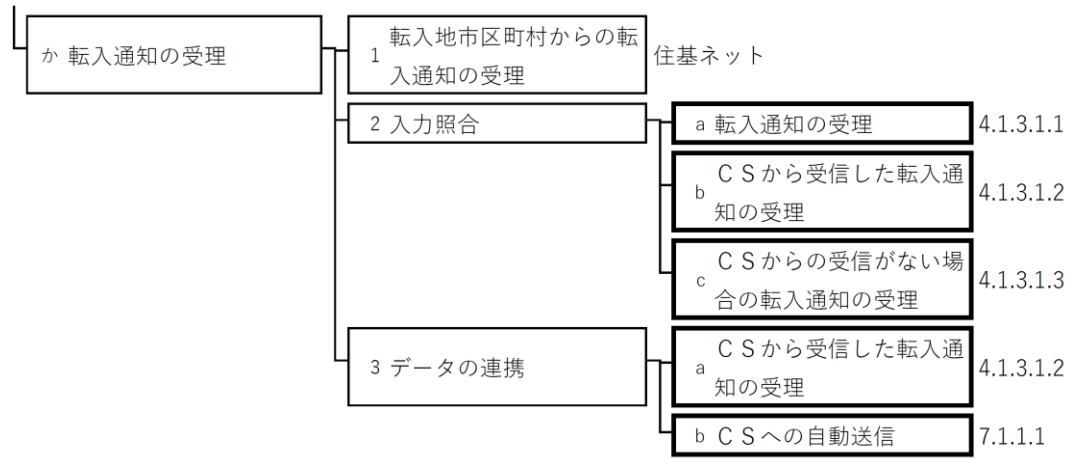 か 転入通知の受理
1 転入地市区町村からの転
入通知の受理
住基ネット
2 入力照合
a 転入通知の受理
4.1.3.1.1
b ＣＳから受信した転入通
知の受理
4.1.3.1.2
c ＣＳからの受信がない場
合の転入通知の受理
4.1.3.1.3
3 データの連携
a ＣＳから受信した転入通
知の受理
4.1.3.1.2
b ＣＳへの自動送信
7.1.1.1